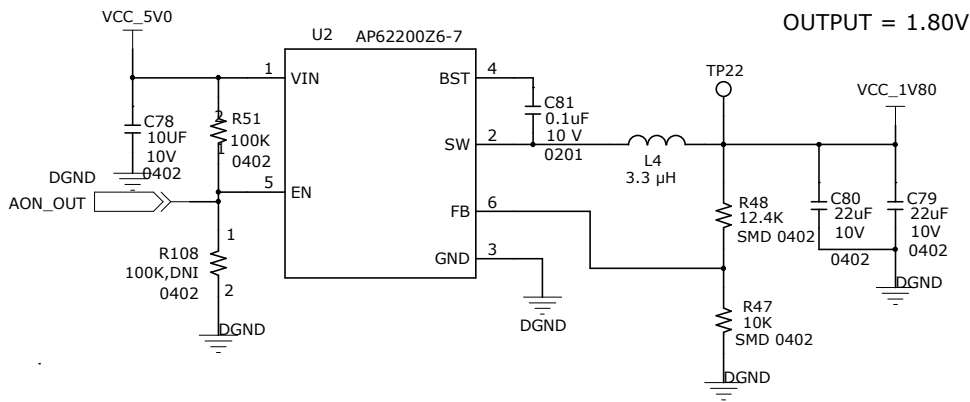 VCC_5V0
OUTPUT = 1.80V
U2 AP62200Z6-7
1
VIN
BST
4
C78
10UF
10V
0402
2
R51
100K
1
0402
C81
0.1uF
10 V
0201
TP22
VCC_1V80
SW
2
L4
3.3 µH
DGND
AON_OUT
5
EN
FB
6
R48
12.4K
SMD 0402
C80
22uF
10V
0402
C79
22uF
10V
0402
1
R108
100K,DNI
0402
2
GND
3
DGND
DGND
DGND
R47
10K
SMD 0402
DGND